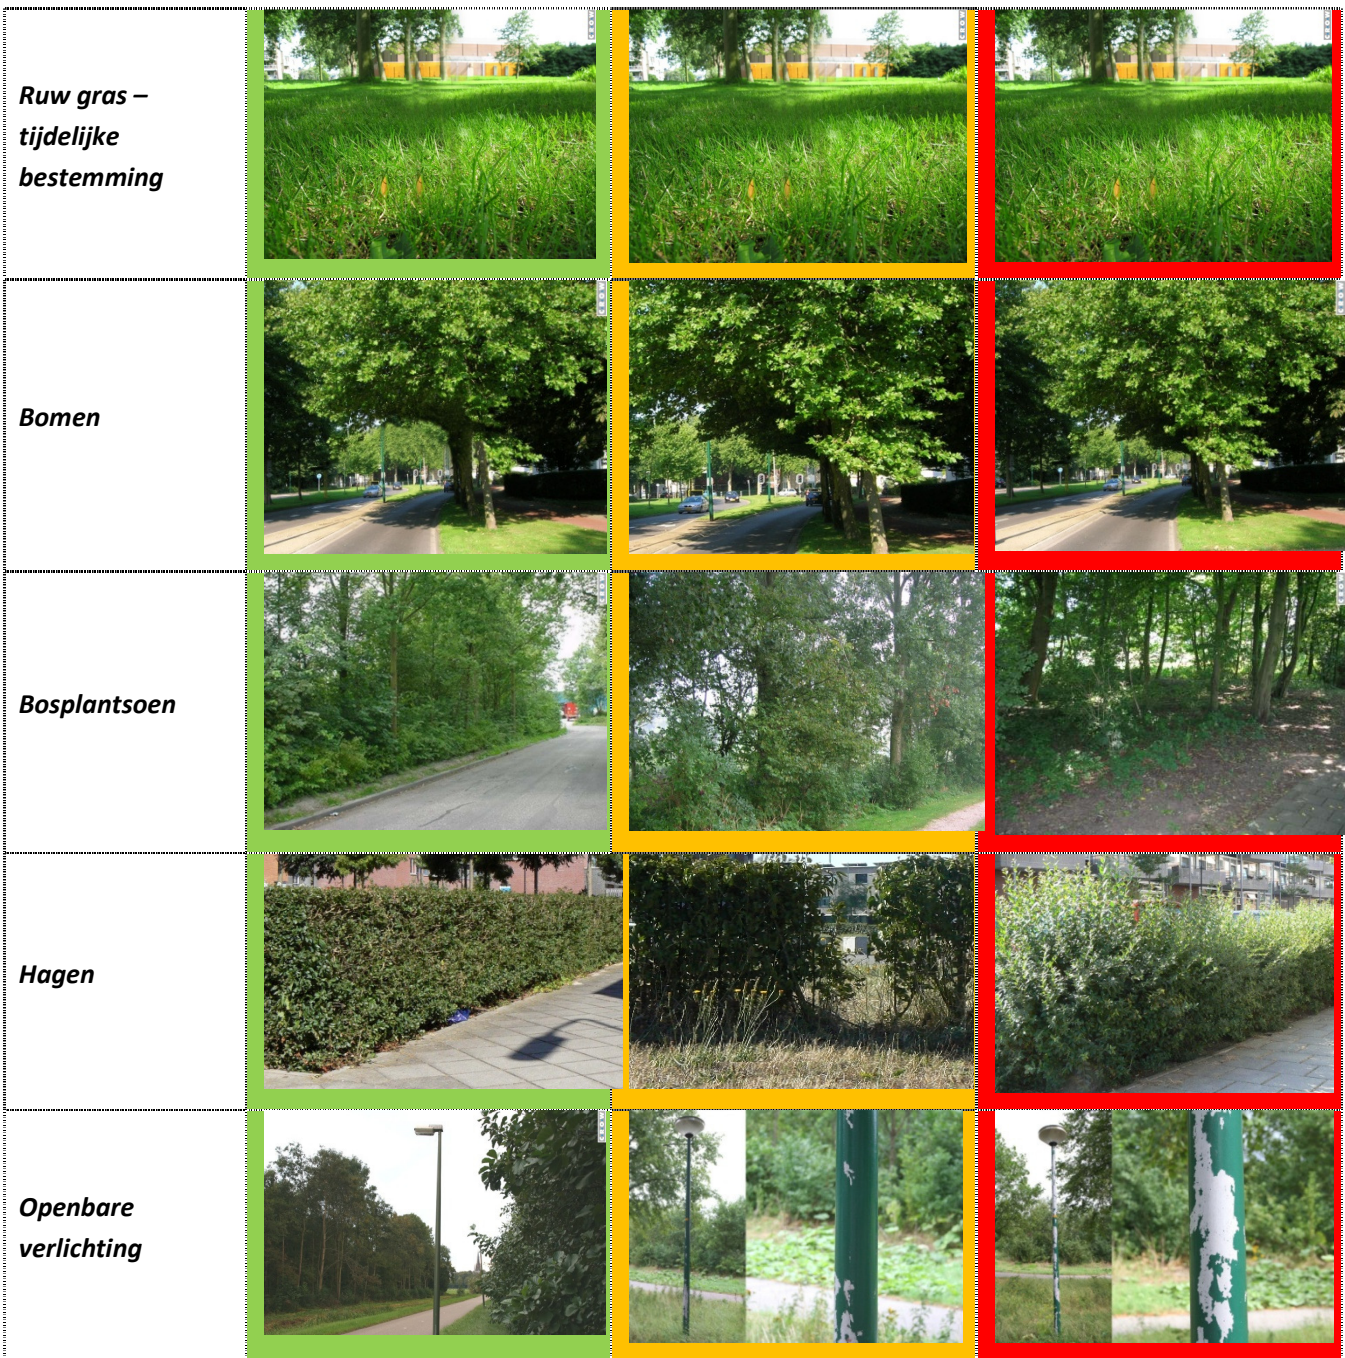 Ruw gras –
tijdelijke
bestemming
Bomen
Bosplantsoen
Hagen
Openbare
verlichting